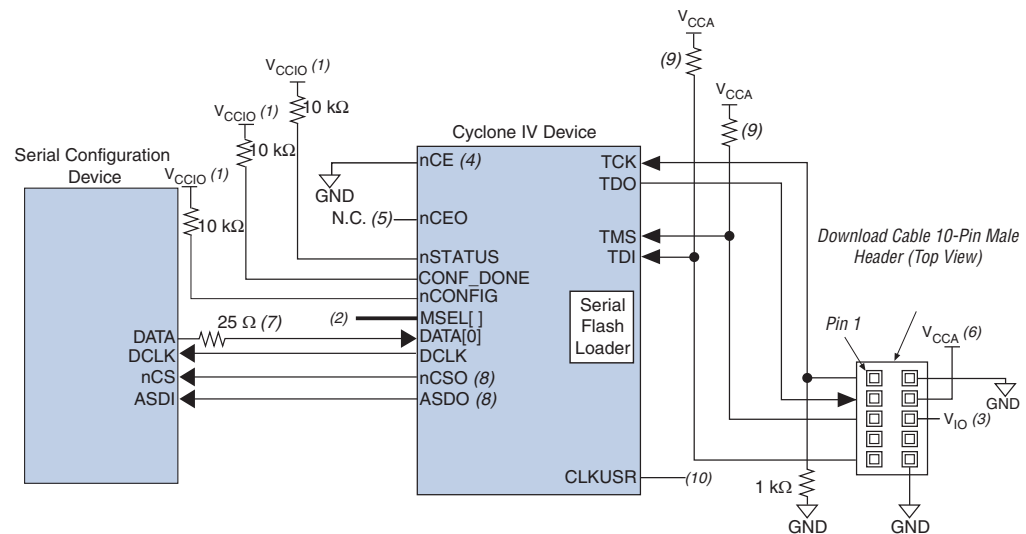 VCCA
(9)
VCCIO (1)
10 kΩ
VCCA
(9)
VCCIO (1)
10 kΩ
Cyclone IV Device
Serial Configuration
Device
VCCIO (1)
10 kΩ
nCE (4)
GND
N.C. (5)
nCEO
nSTATUS
CONF_DONE
nCONFIG
(2)
MSEL[ ]
25 Ω (7)
DATA
DATA[0]
DCLK
DCLK
nCS
nCSO (8)
ASDI
ASDO (8)
TCK
TDO
TMS
TDI
Serial
Flash
Loader
CLKUSR
(10)
Download Cable 10-Pin Male
Header (Top View)
Pin 1
VCCA (6)
GND
VIO (3)
1 kΩ
GND
GND